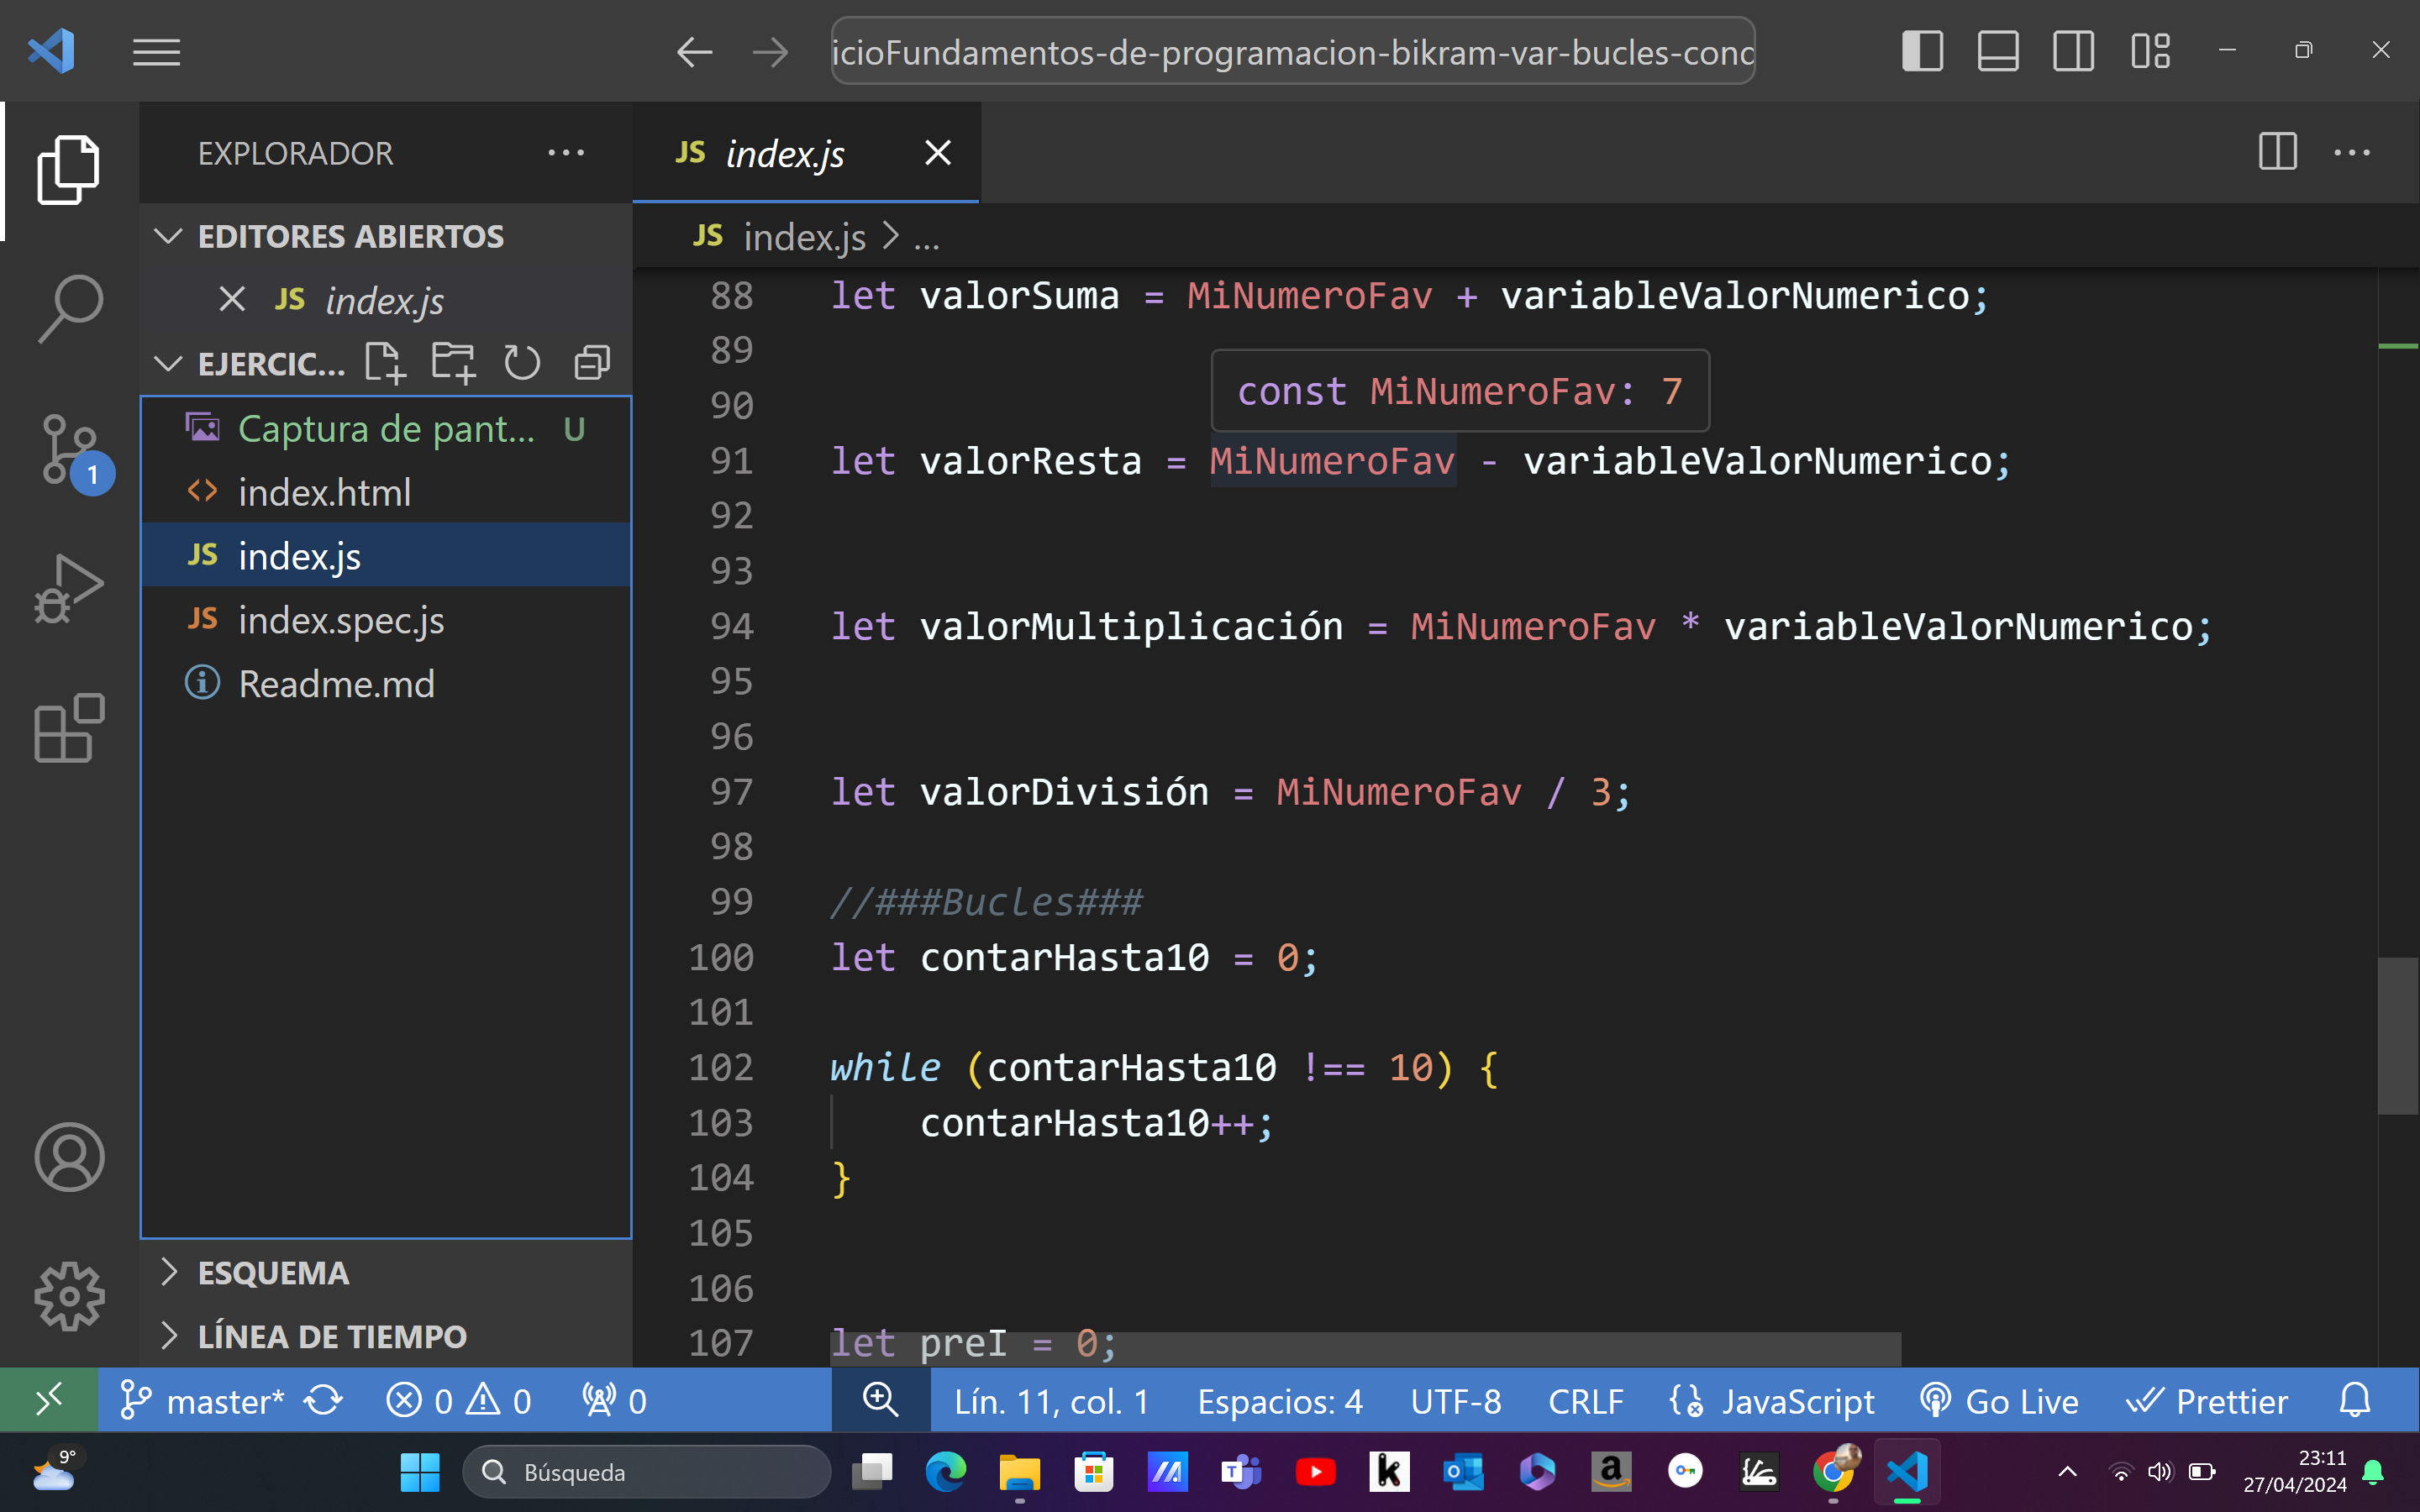 icioFundamentos-de-programacion-bikram-var-bucles-conc
EXPLORADOR
EDITORES ABIERTOS
JS index.js
EJERCIC...
Captura de pant... U
index.html
JS index.js
JS index.spec.js
Readme.md
ESQUEMA
LÍNEA DE TIEMPO
1
JS index.js
JS index.js > ...
88 let valorSuma = MiNumeroFav + variableValorNumerico;
89
const MiNumeroFav: 7
90
91 let valorResta = MiNumeroFav - variableValorNumerico;
92
93
94 let valorMultiplicación = MiNumeroFav * variableValorNumerico;
95
96
97 let valorDivisión = MiNumeroFav / 3;
98
99 //###Bucles###
100 let contarHasta10 = 0;
101
102 while (contarHasta10 !== 10) {
103 contarHasta10++;
104 }
105
106
107 let preI = 0;
master* 0 0 0 Lín. 11, col. 1 Espacios: 4 UTF-8 CRLF JavaScript Go Live Prettier
9° Búsqueda 23:11
27/04/2024